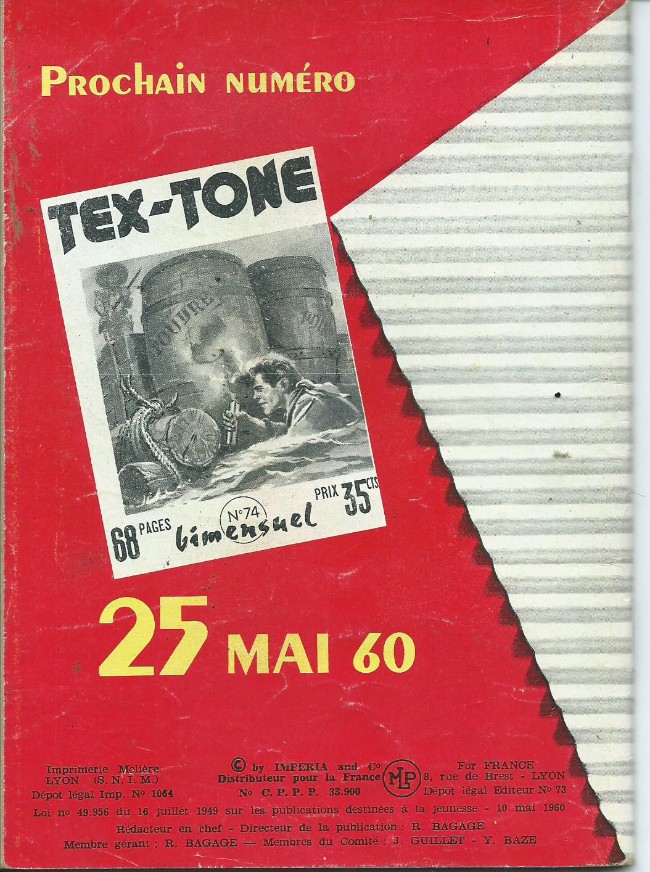 Prochain numéro
TEX-TONE
POUDRE
68 PAGES
N° 74
bimensuel
PRIX 35 CTS
25 MAI 60
Imprimerie Molière
LYON (S. N. I. M.)
Dépot légal Imp. No 1064
© by IMPERIA and Co
Distributeur pour la France
No C. P. P. P. 33.900
MLP
For FRANCE
8, rue de Brest - LYON
Dépot légal Editeur No 73
Loi no 49.956 du 16 juillet 1949 sur les publications destinées à la jeunesse - 10 mai 1960
Rédacteur en chef - Directeur de la publication : R. BAGAGE
Membre gérant : R. BAGAGE — Membres du Comité : J. GUILLET - Y. BAZE